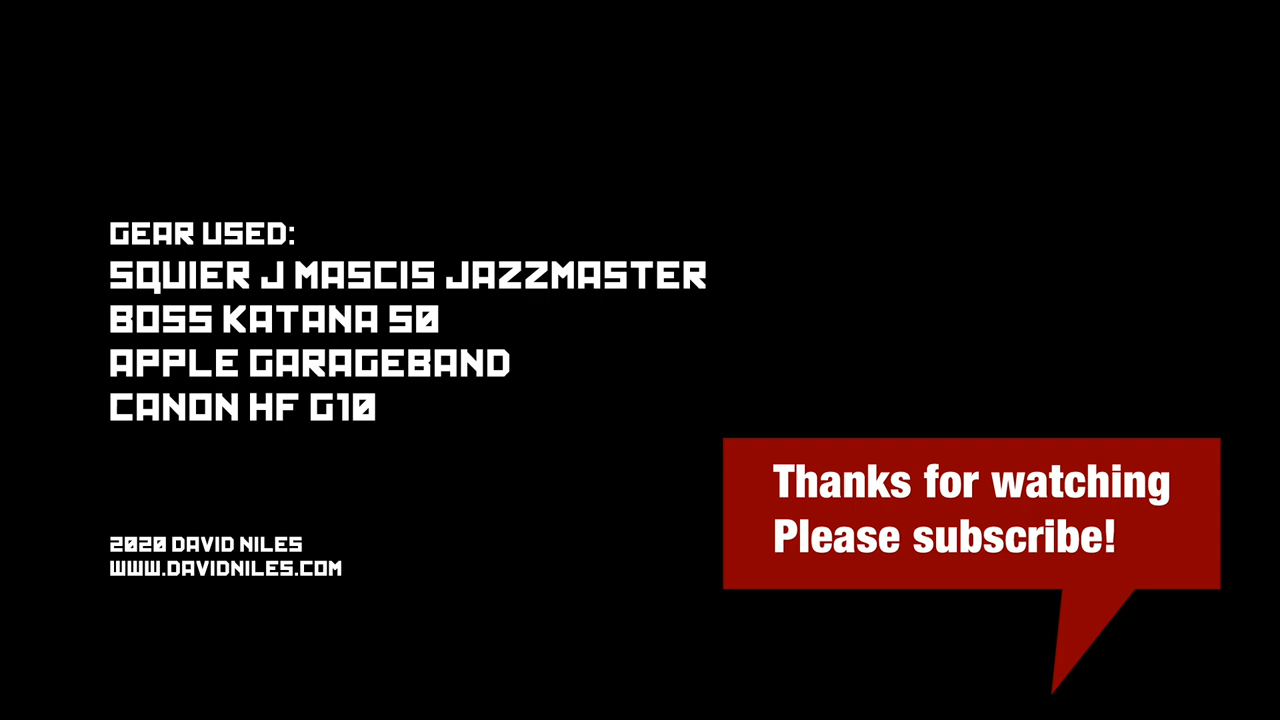 GEAR USED:
SQUIER J MASCIS JAZZMASTER
BOSS KATANA 50
APPLE GARAGEBAND
CANON HF G10
2020 DAVID NILES
WWW.DAVIDNILES.COM
Thanks for watching
Please subscribe!